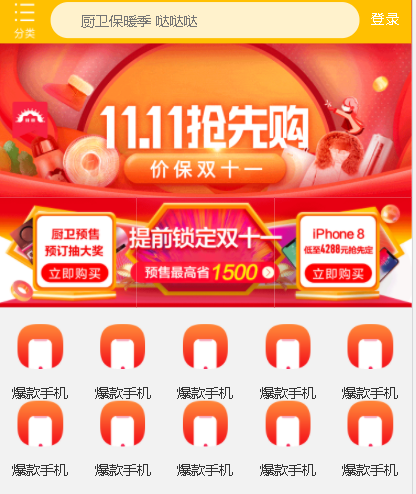 分类
厨卫保暖季 哒哒哒
登录
11.11抢先购
价保双十一
厨卫预售
预订抽大奖
立即购买
提前锁定双十一
预售最高省1500
iPhone 8
低至4288元抢先定
立即购买
爆款手机 爆款手机 爆款手机 爆款手机 爆款手机
爆款手机 爆款手机 爆款手机 爆款手机 爆款手机